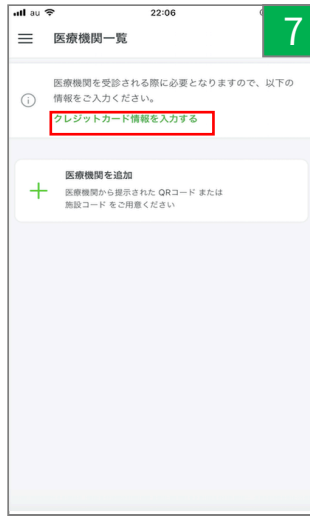 au 22:06
7
医療機関一覧
医療機関を受診される際に必要となりますので、以下の
情報をご入力ください。
クレジットカード情報を入力する
医療機関を追加
医療機関から提示された QRコード または
施設コード をご用意ください